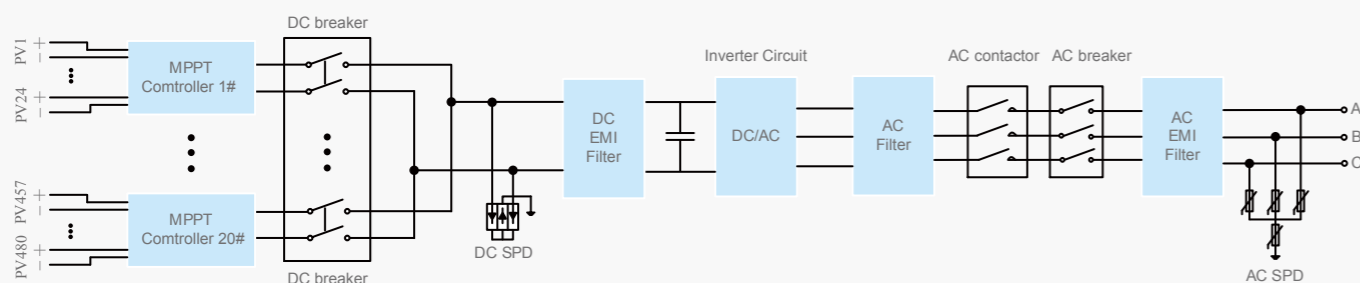 DC breaker
PV1
+
−
MPPT
Comtroller 1#
PV24
+
−
Inverter Circuit
AC contactor
AC breaker
DC
EMI
Filter
DC/AC
AC
Filter
AC
EMI
Filter
A
B
C
PV457
+
−
MPPT
Comtroller 20#
PV480
+
−
DC SPD
DC breaker
AC SPD